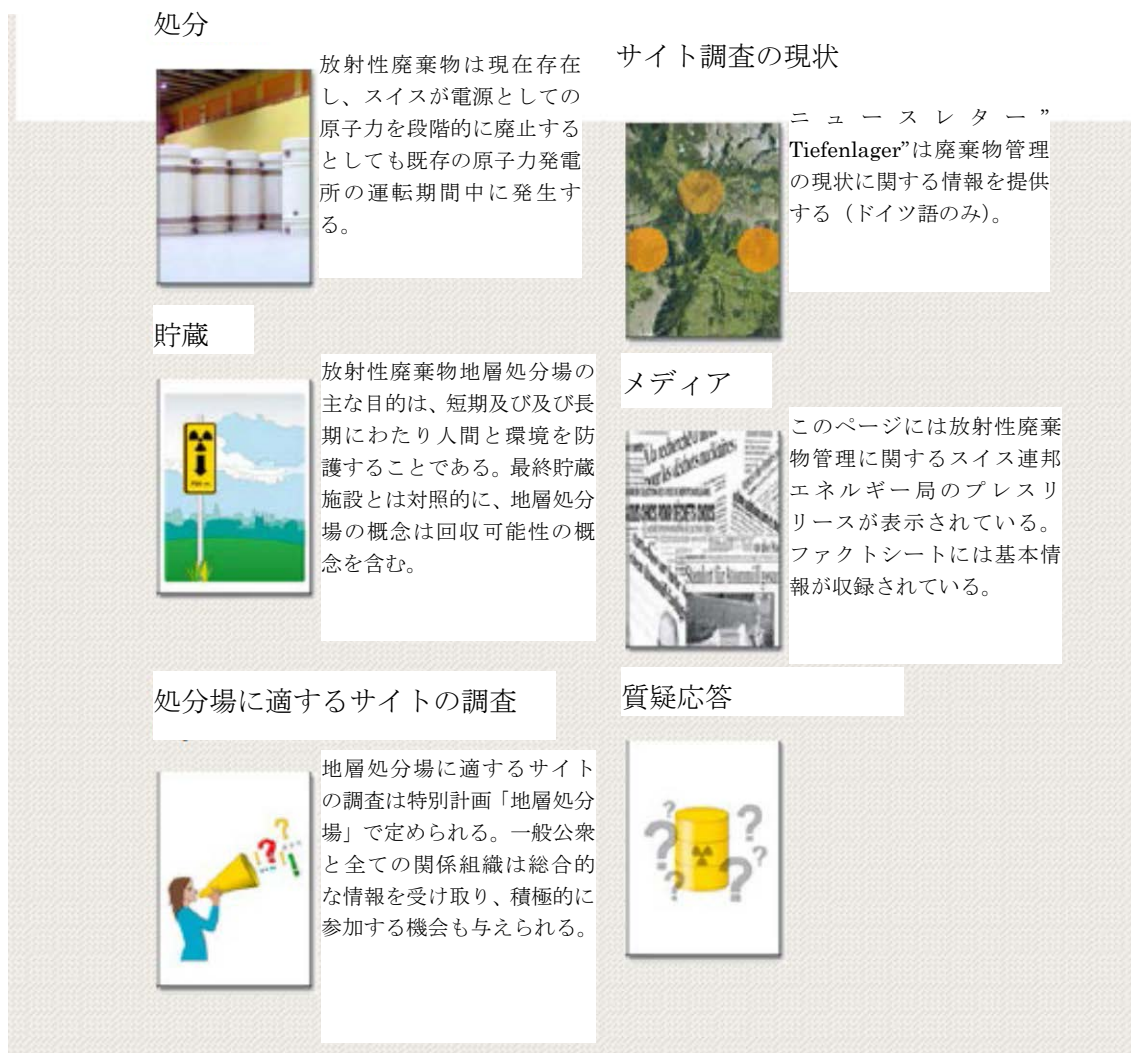 処分
放射性廃棄物は現在存在
し、スイスが電源としての
原子力を段階的に廃止する
としても既存の原子力発電
所の運転期間中に発生す
る。
貯蔵
放射性廃棄物地層処分場の
主な目的は、短期及び及び長
期にわたり人間と環境を防
護することである。最終貯蔵
施設とは対照的に、地層処分
場の概念は回収可能性の概
念を含む。
処分場に適するサイトの調査
地層処分場に適するサイト
の調査は特別計画「地層処分
場」で定められる。一般公衆
と全ての関係組織は総合的
な情報を受け取り、積極的に
参加する機会も与えられる。
サイト調査の現状
ニュースレター”
Tiefenlager”は廃棄物管理
の現状に関する情報を提供
する（ドイツ語のみ）。
メディア
このページには放射性廃棄
物管理に関するスイス連邦
エネルギー局のプレスリ
リースが表示されている。
ファクトシートには基本情
報が収録されている。
質疑応答